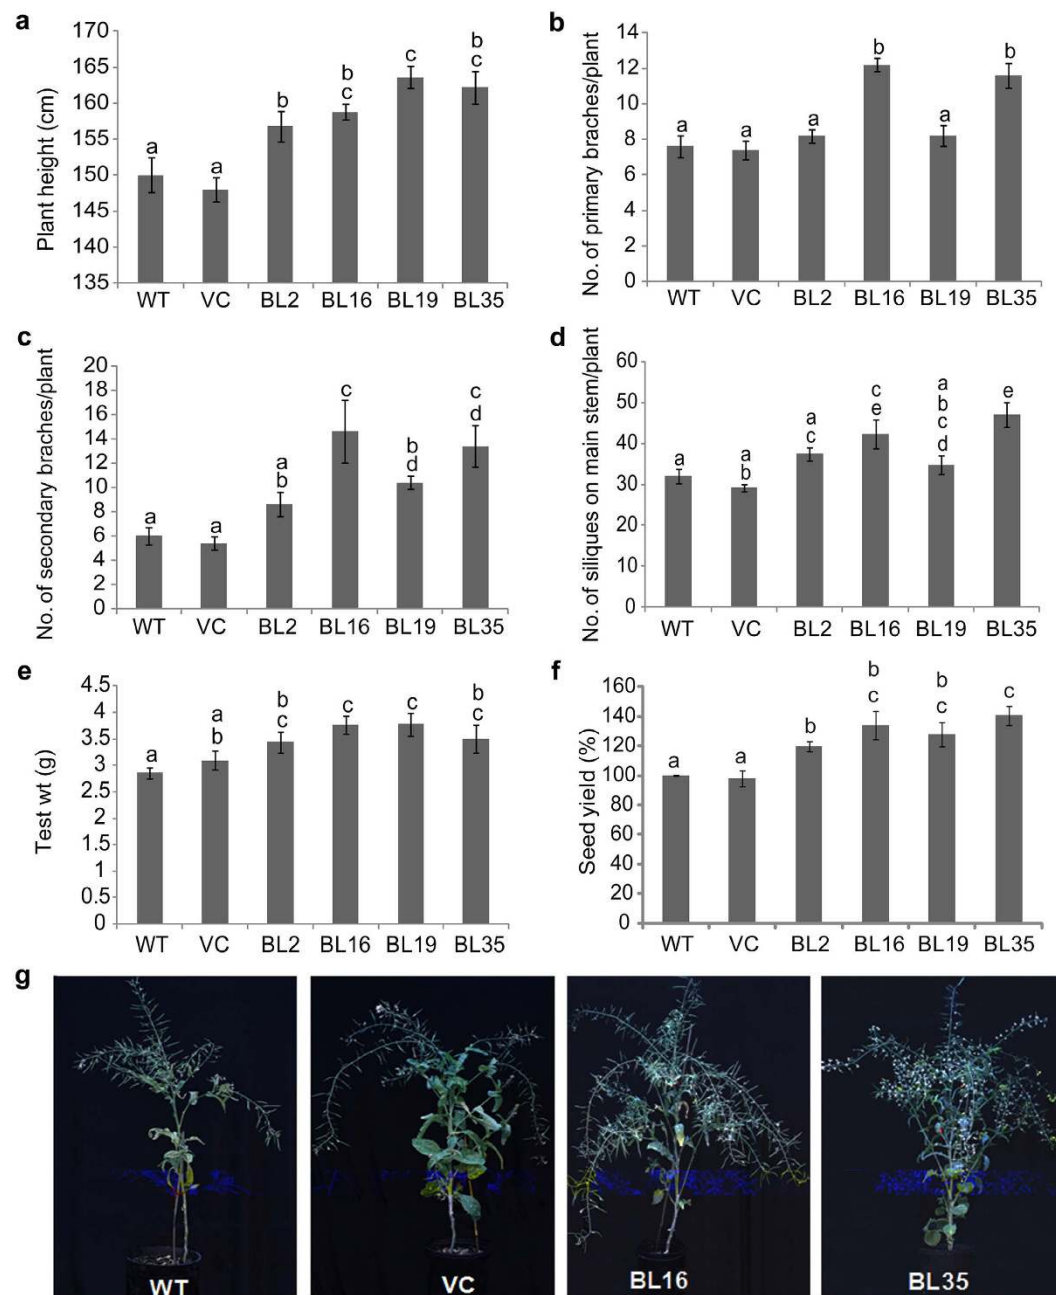 a
Plant height (cm)
170
165
160
155
150
145
140
135
a
a
b
b
c
c
b
c
WT VC BL2 BL16 BL19 BL35
b
No. of primary braches/plant
14
12
10
8
6
4
2
0
a
a
a
b
a
b
WT VC BL2 BL16 BL19 BL35
c
No. of secondary braches/plant
20
18
16
14
12
10
8
6
4
2
0
a
a
a
b
c
b
d
c
d
WT VC BL2 BL16 BL19 BL35
d
No. of siliques on main stem/plant
60
50
40
30
20
10
0
a
a
b
a
c
c
e
a
b
c
d
e
WT VC BL2 BL16 BL19 BL35
e
Test wt (g)
4.5
4
3.5
3
2.5
2
1.5
1
0.5
0
a
a
b
b
c
c
c
b
c
WT VC BL2 BL16 BL19 BL35
f
Seed yield (%)
160
140
120
100
80
60
40
20
0
a
a
b
b
c
b
c
c
WT VC BL2 BL16 BL19 BL35
g
WT
VC
BL16
BL35